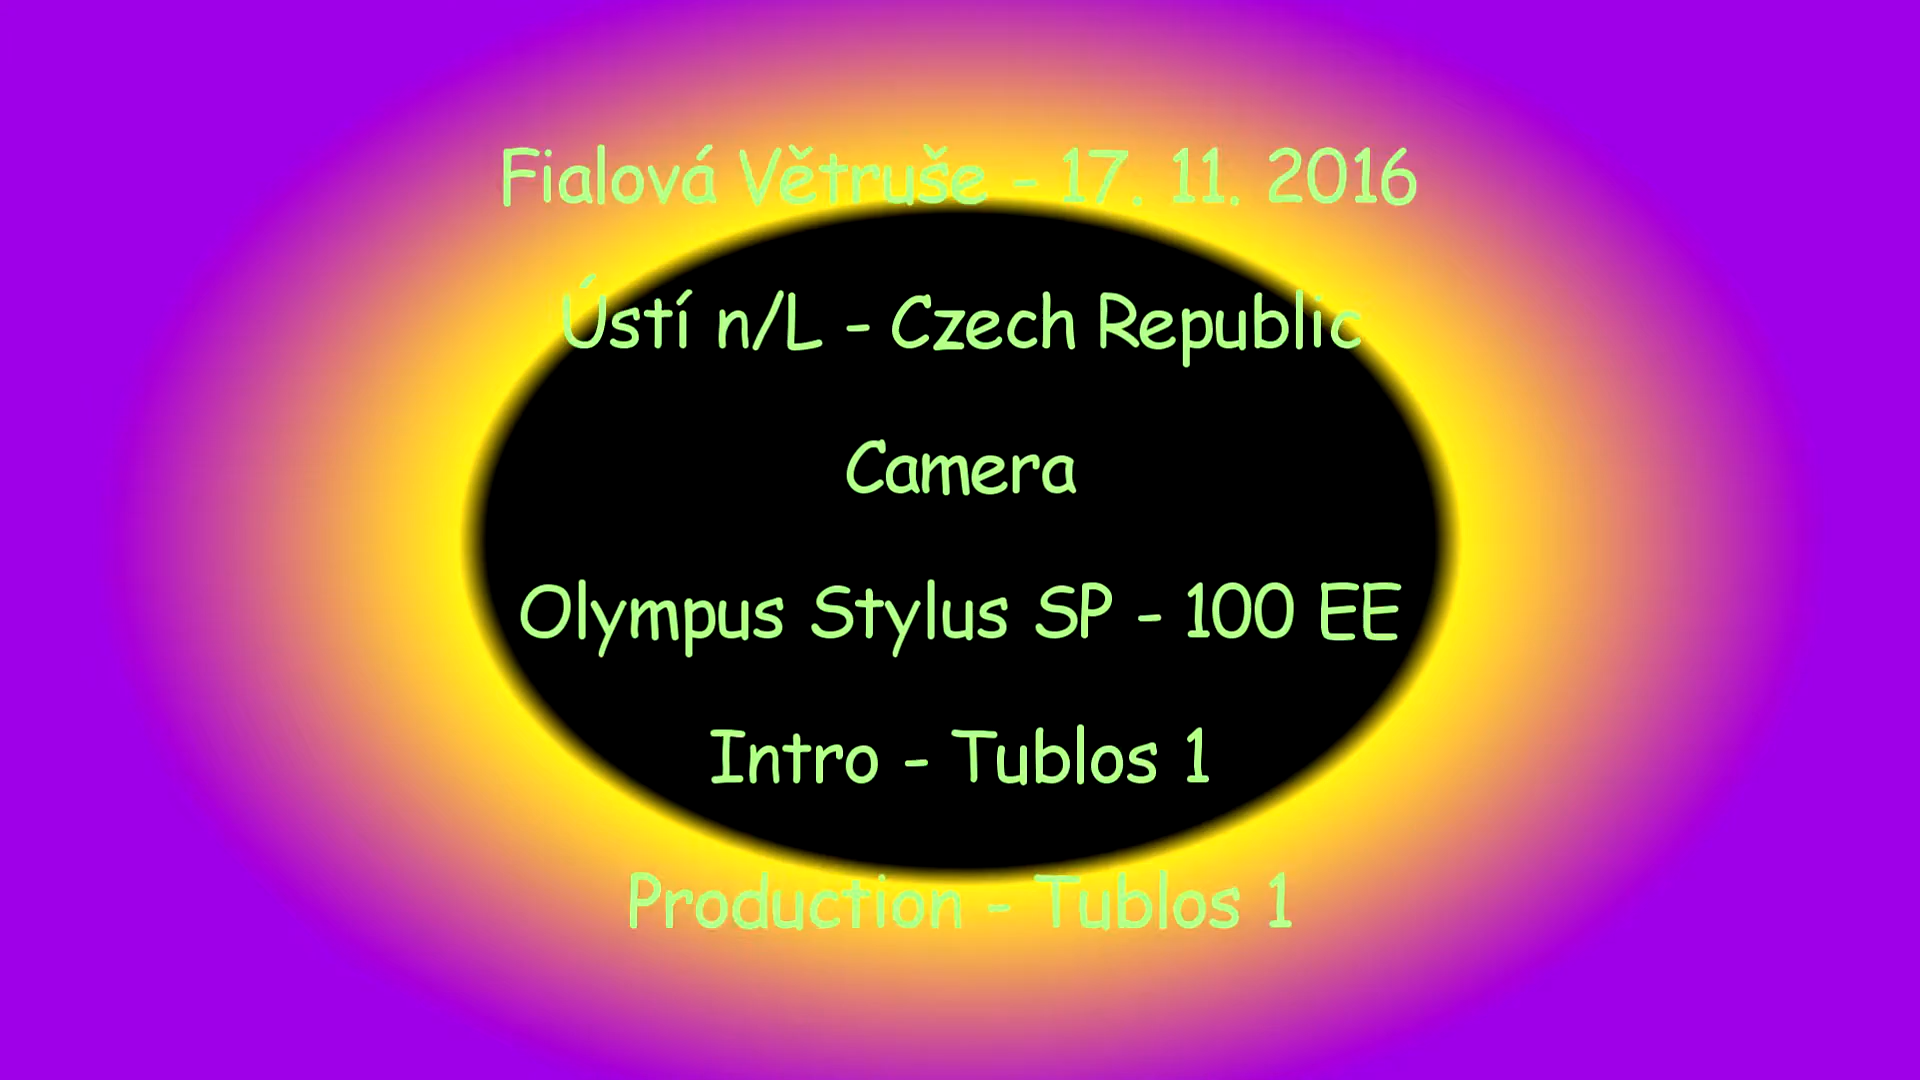 Fialová Větruše - 17. 11. 2016
Ústí n/L - Czech Republic
Camera
Olympus Stylus SP - 100 EE
Intro - Tublos 1
Production - Tublos 1